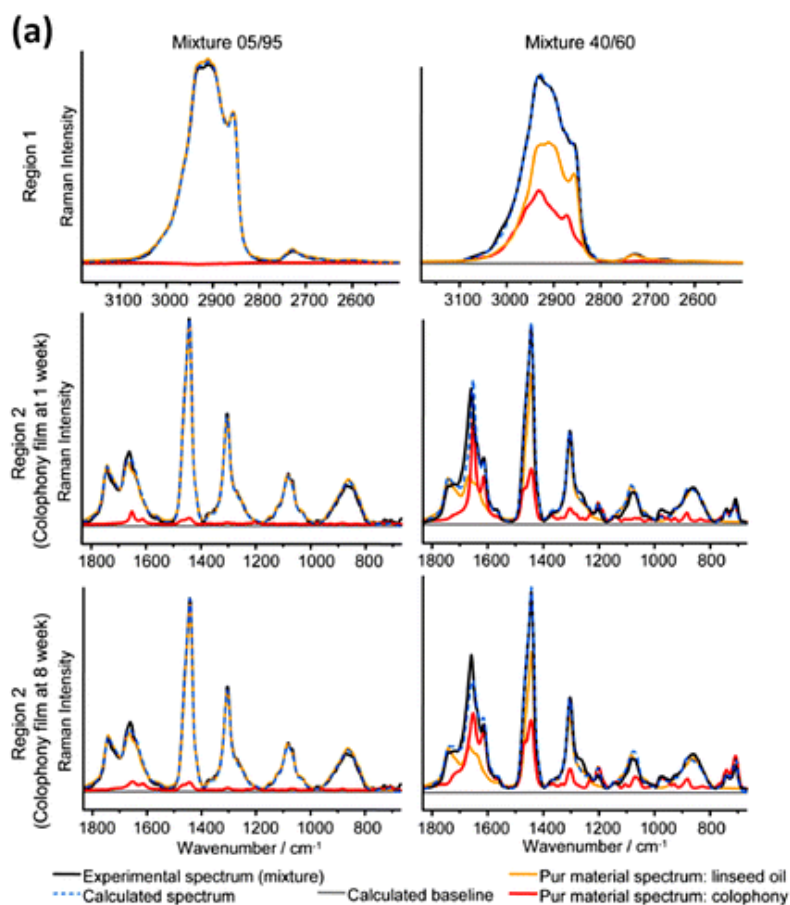 (a)
Mixture 05/95
Mixture 40/60
Region 1
Raman Intensity
3100 3000 2900 2800 2700 2600
3100 3000 2900 2800 2700 2600
Region 2
(Colophony film at 1 week)
Raman Intensity
1800 1600 1400 1200 1000 800
1800 1600 1400 1200 1000 800
Region 2
(Colophony film at 8 week)
Raman Intensity
1800 1600 1400 1200 1000 800
1800 1600 1400 1200 1000 800
Wavenumber / cm-1
Wavenumber / cm-1
Experimental spectrum (mixture)
Pur material spectrum: linseed oil
Calculated spectrum
Calculated baseline
Pur material spectrum: colophony